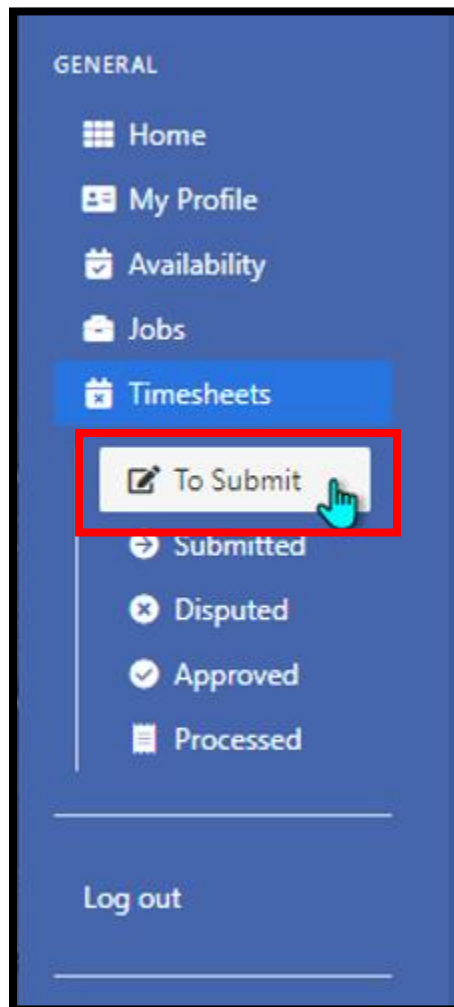 GENERAL
Home
My Profile
Availability
Jobs
Timesheets
To Submit
Submitted
Disputed
Approved
Processed
Log out